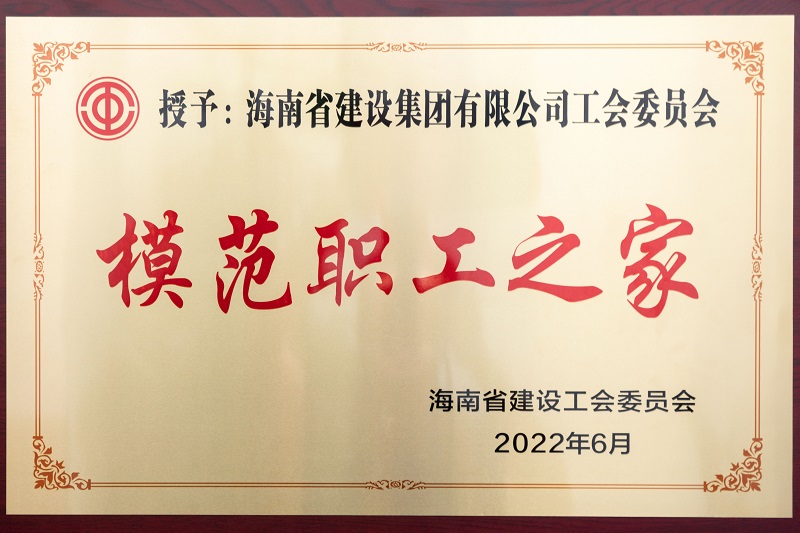 授予：海南省建设集团有限公司工会委员会
模范职工之家
海南省建设工会委员会
2022年6月